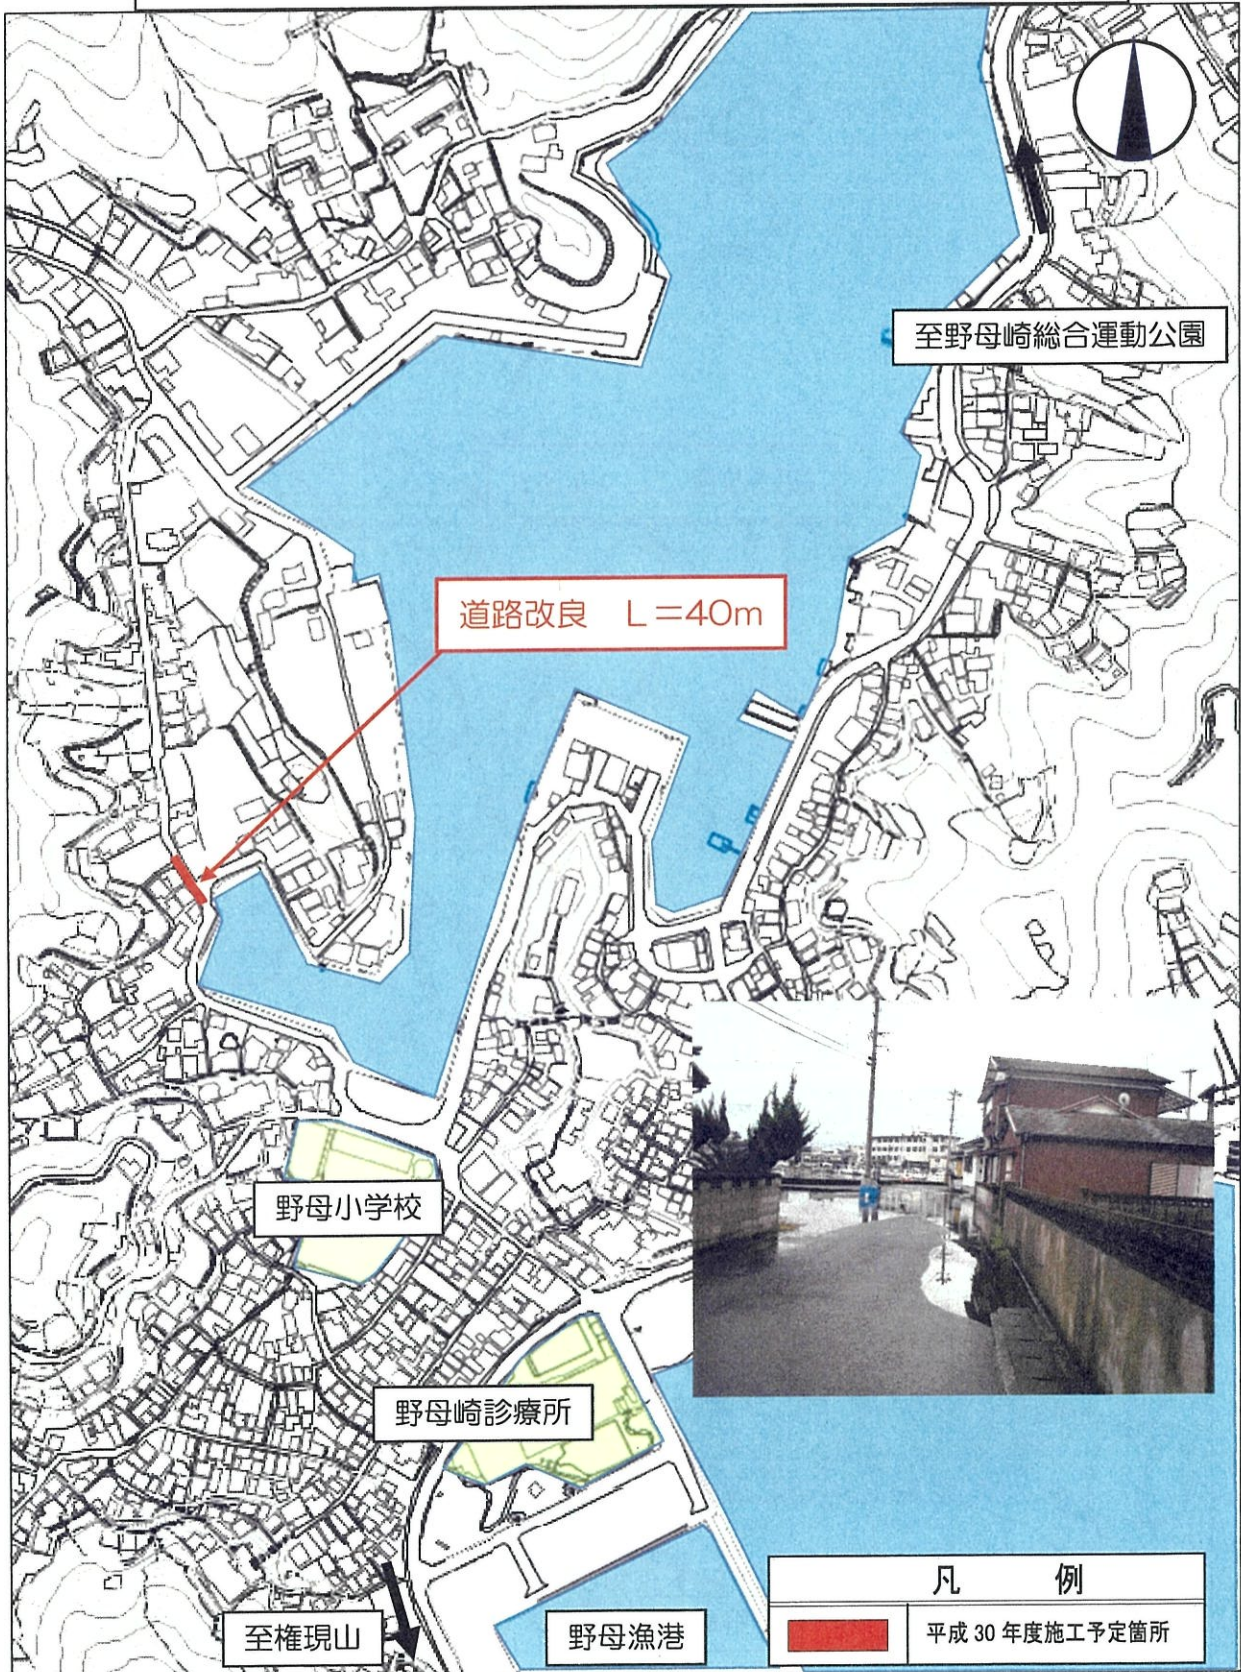 至野母崎総合運動公園
道路改良　L=40m
野母小学校
野母崎診療所
至権現山
野母漁港
凡　例
平成30年度施工予定箇所